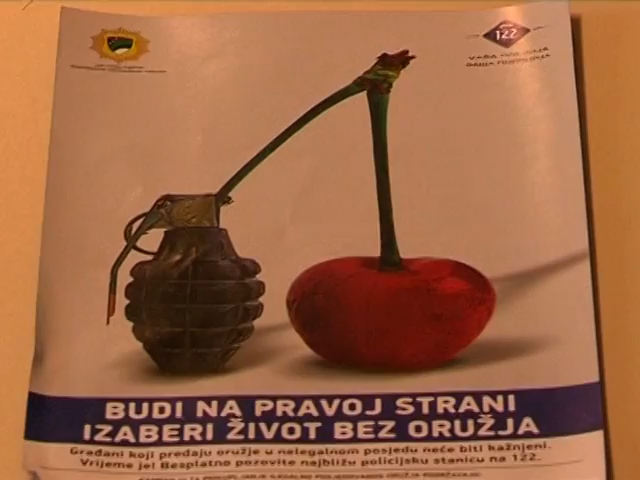 122
BUDI NA PRAVOJ STRANI
IZABERI ŽIVOT BEZ ORUŽJA
Građani koji predaju oružje u nelegalnom posjedu neće biti kažnjeni.
Vrijeme je! Besplatno pozovite najbližu policijsku stanicu na 122.